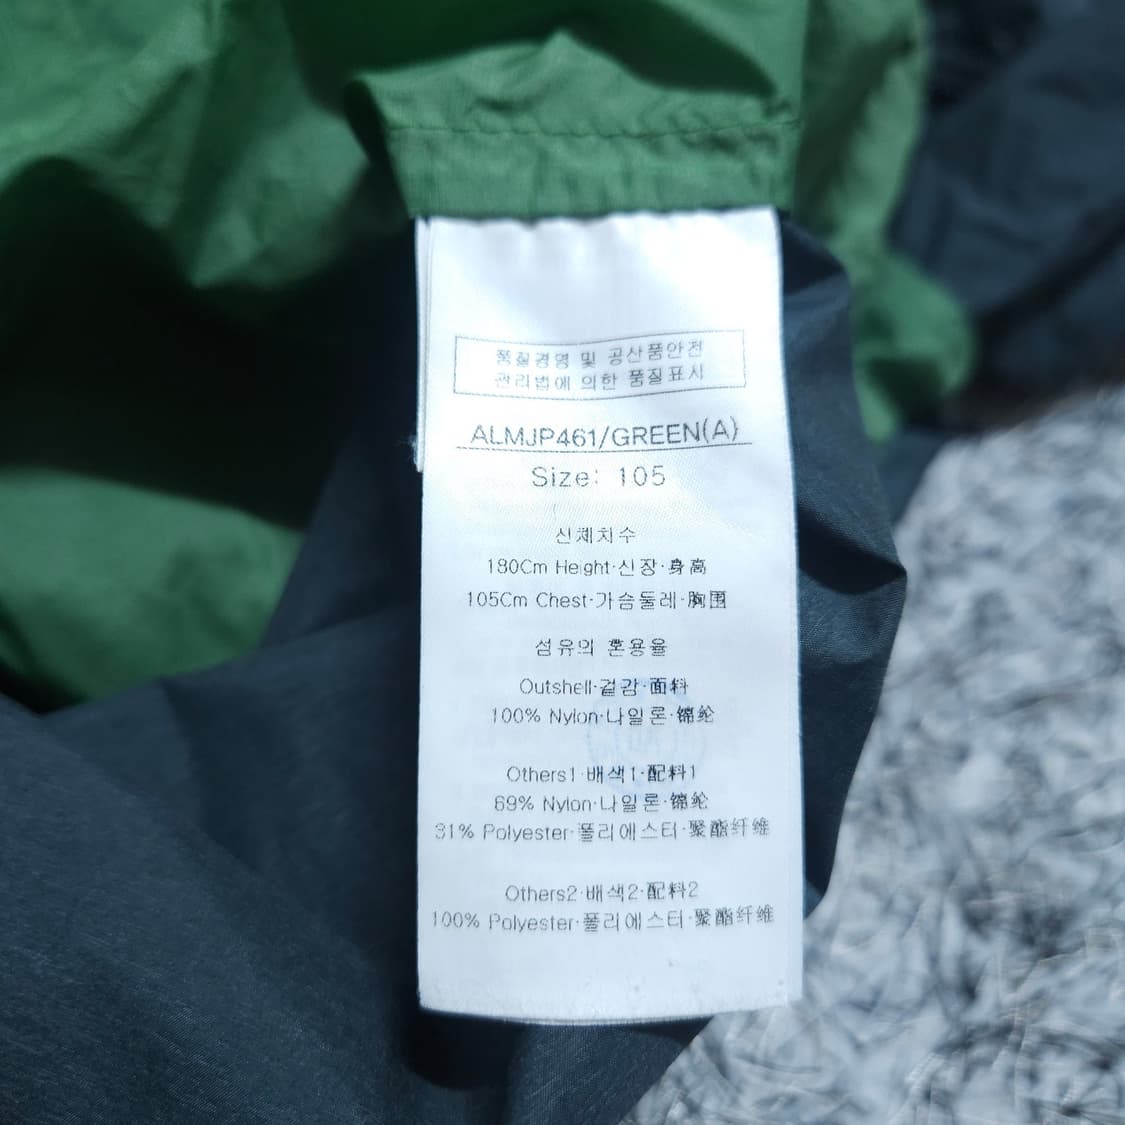 품질경영 및 공산품안전
관리법에 의한 품질표시
ALMJP461/GREEN(A)
Size: 105
신체치수
180Cm Height·신장·身高
105Cm Chest·가슴둘레·胸围
섬유의 혼용율
Outshell·겉감·面料
100% Nylon·나일론·锦纶
Others1·배색1·配料1
69% Nylon·나일론·锦纶
31% Polyester·폴리에스터·聚酯纤维
Others2·배색2·配料2
100% Polyester·폴리에스터·聚酯纤维